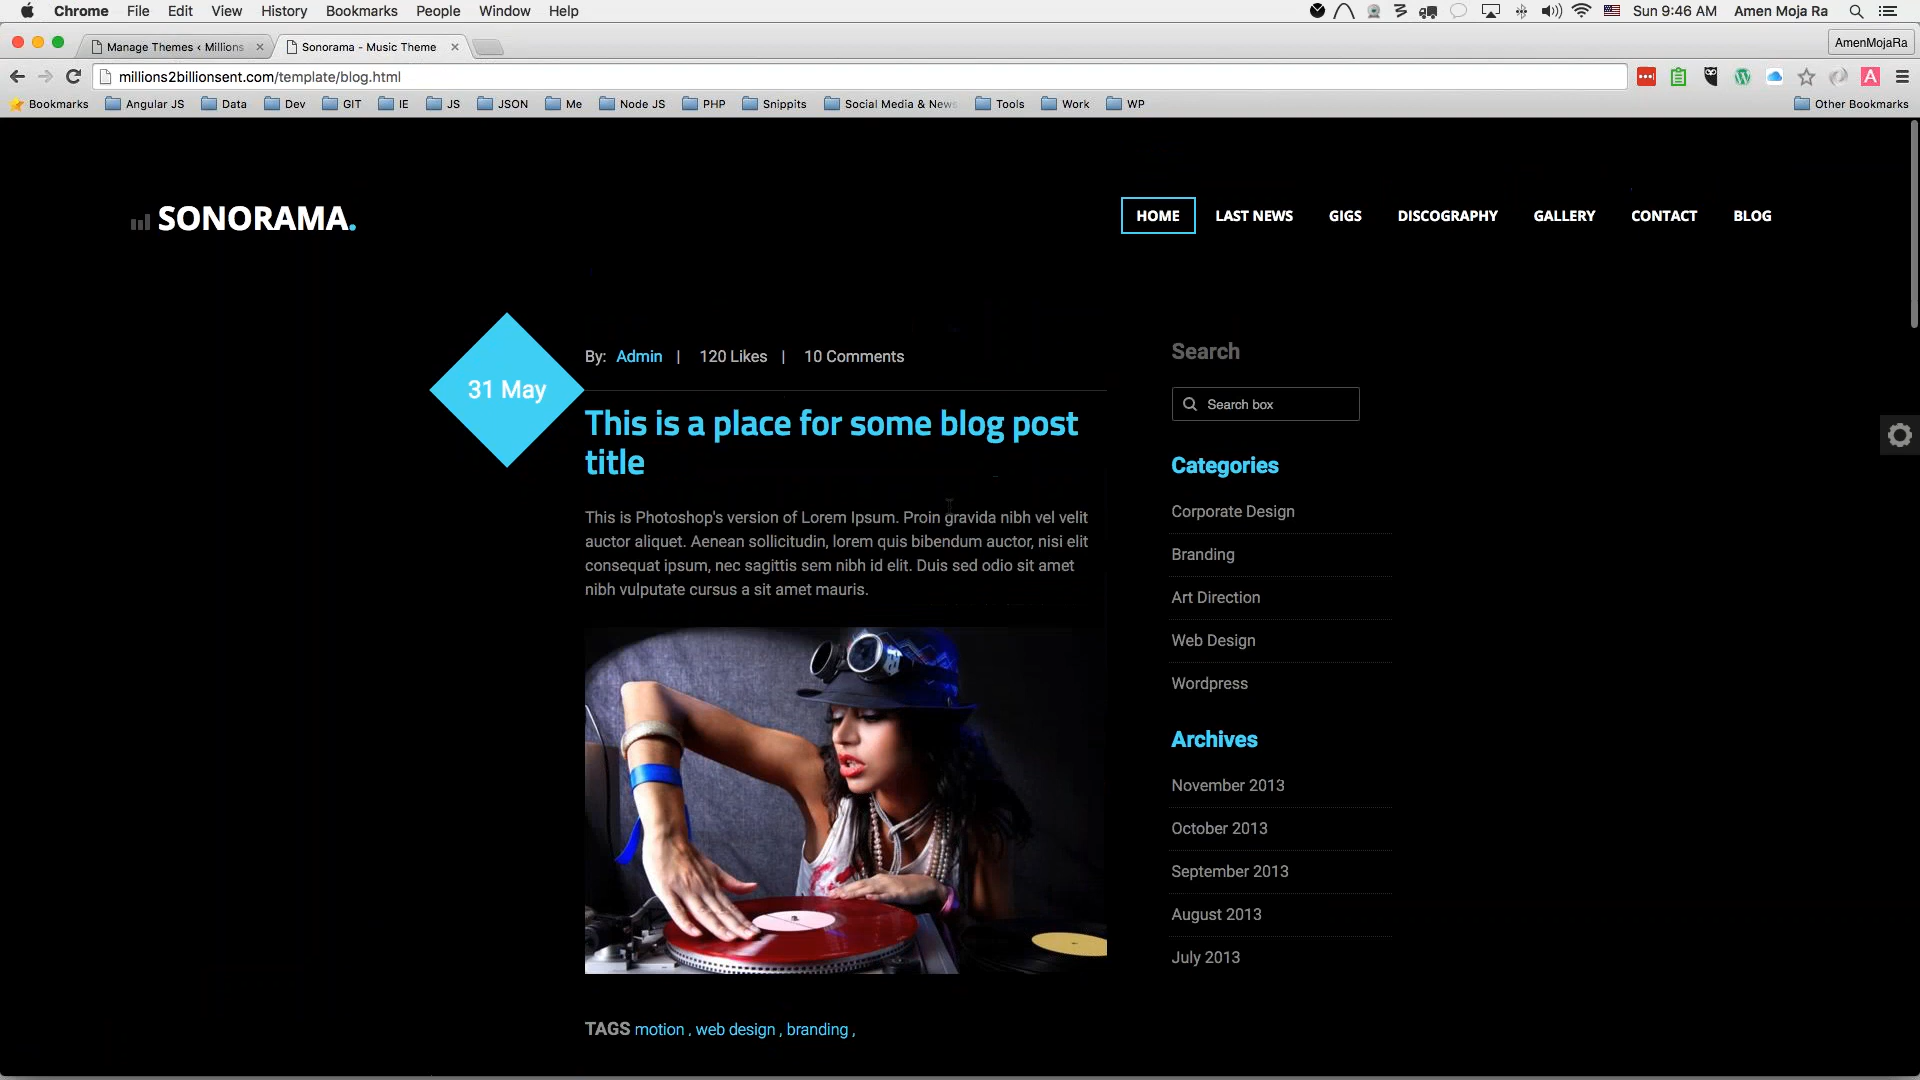 Chrome File Edit View History Bookmarks People Window Help Sun 9:46 AM Amen Moja Ra
Manage Themes ‹ Millions Sonorama - Music Theme AmenMojaRa
millions2billionsent.com/template/blog.html
Bookmarks Angular JS Data Dev GIT IE JS JSON Me Node JS PHP Snippits Social Media & News Tools Work WP Other Bookmarks
SONORAMA.
HOME LAST NEWS GIGS DISCOGRAPHY GALLERY CONTACT BLOG
31 May
By: Admin | 120 Likes | 10 Comments
This is a place for some blog post
title
This is Photoshop's version of Lorem Ipsum. Proin gravida nibh vel velit
auctor aliquet. Aenean sollicitudin, lorem quis bibendum auctor, nisi elit
consequat ipsum, nec sagittis sem nibh id elit. Duis sed odio sit amet
nibh vulputate cursus a sit amet mauris.
TAGS motion , web design , branding ,
Search
Search box
Categories
Corporate Design
Branding
Art Direction
Web Design
Wordpress
Archives
November 2013
October 2013
September 2013
August 2013
July 2013